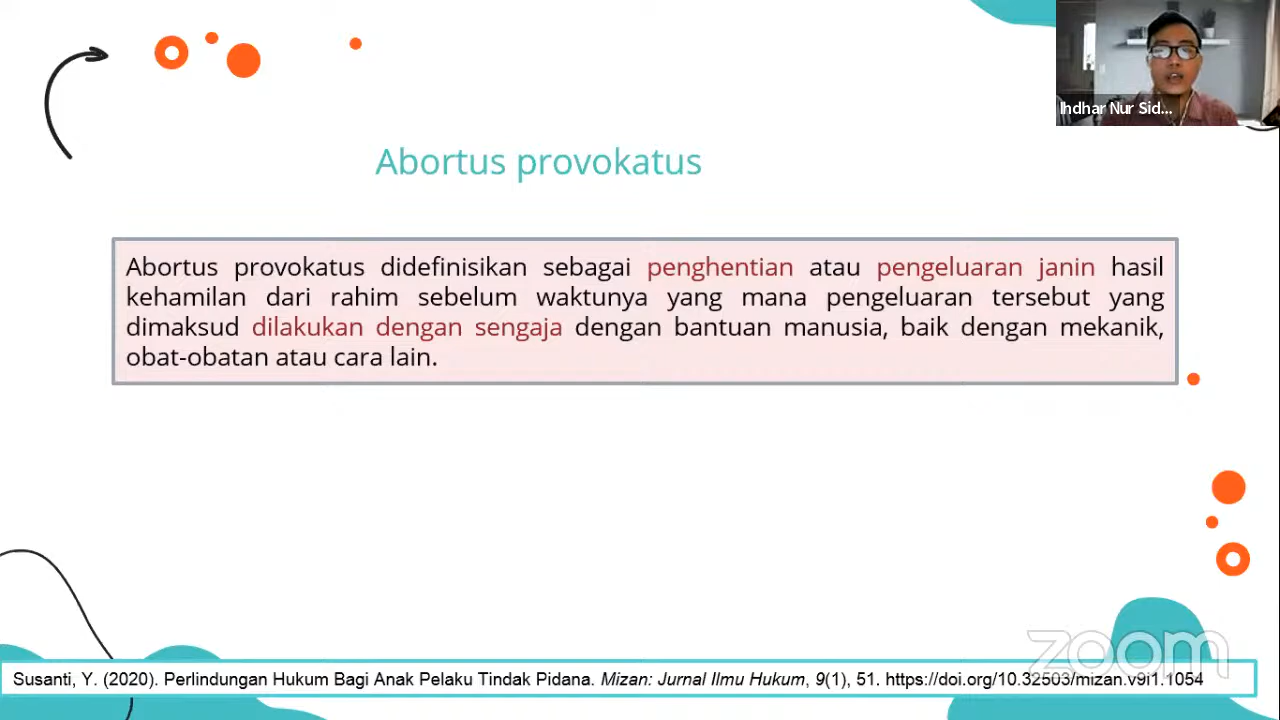 Ihdhar Nur Sid...
Abortus provokatus
Abortus provokatus didefinisikan sebagai penghentian atau pengeluaran janin hasil
kehamilan dari rahim sebelum waktunya yang mana pengeluaran tersebut yang
dimaksud dilakukan dengan sengaja dengan bantuan manusia, baik dengan mekanik,
obat-obatan atau cara lain.
zoom
Susanti, Y. (2020). Perlindungan Hukum Bagi Anak Pelaku Tindak Pidana. Mizan: Jurnal Ilmu Hukum, 9(1), 51. https://doi.org/10.32503/mizan.v9i1.1054